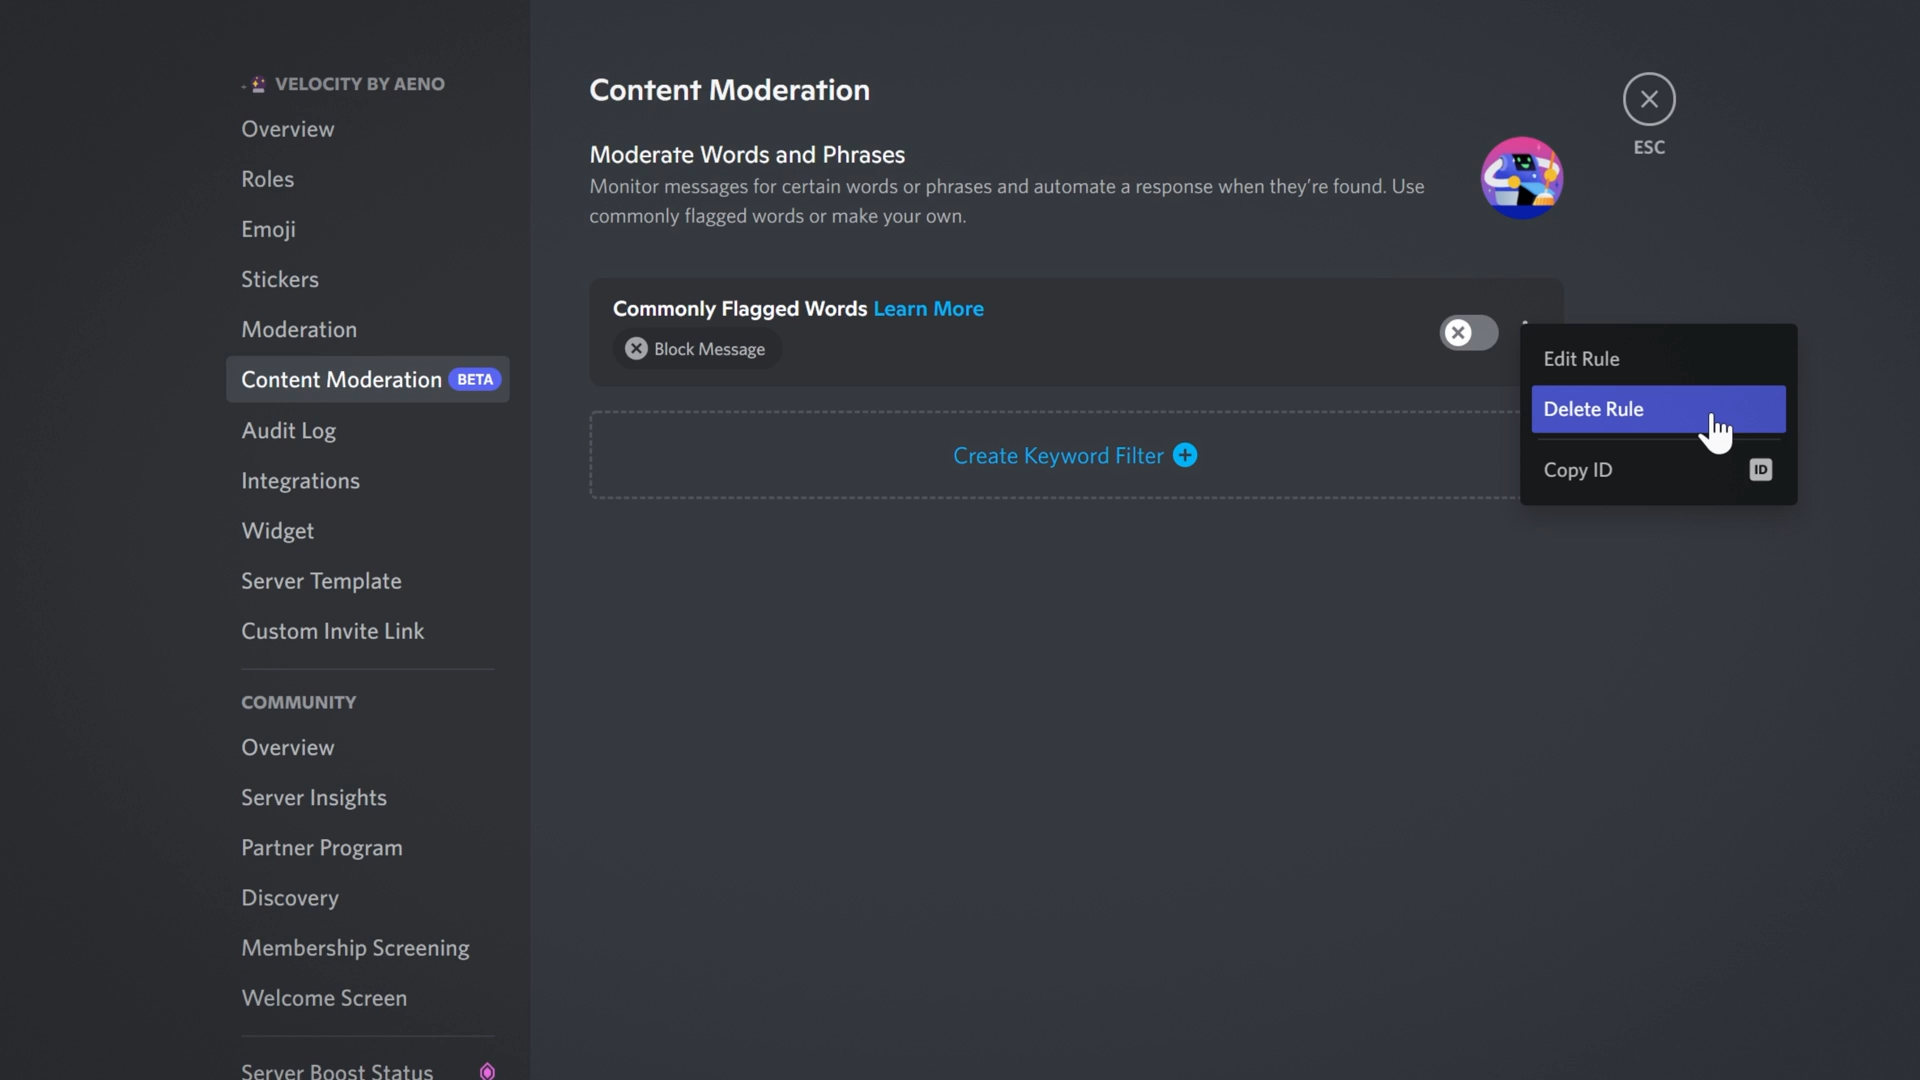 VELOCITY BY AENO
Overview
Roles
Emoji
Stickers
Moderation
Content Moderation BETA
Audit Log
Integrations
Widget
Server Template
Custom Invite Link
COMMUNITY
Overview
Server Insights
Partner Program
Discovery
Membership Screening
Welcome Screen
Server Boost Status
Content Moderation
Moderate Words and Phrases
Monitor messages for certain words or phrases and automate a response when they're found. Use
commonly flagged words or make your own.
Commonly Flagged Words Learn More
Block Message
Create Keyword Filter
ESC
Edit Rule
Delete Rule
Copy ID ID